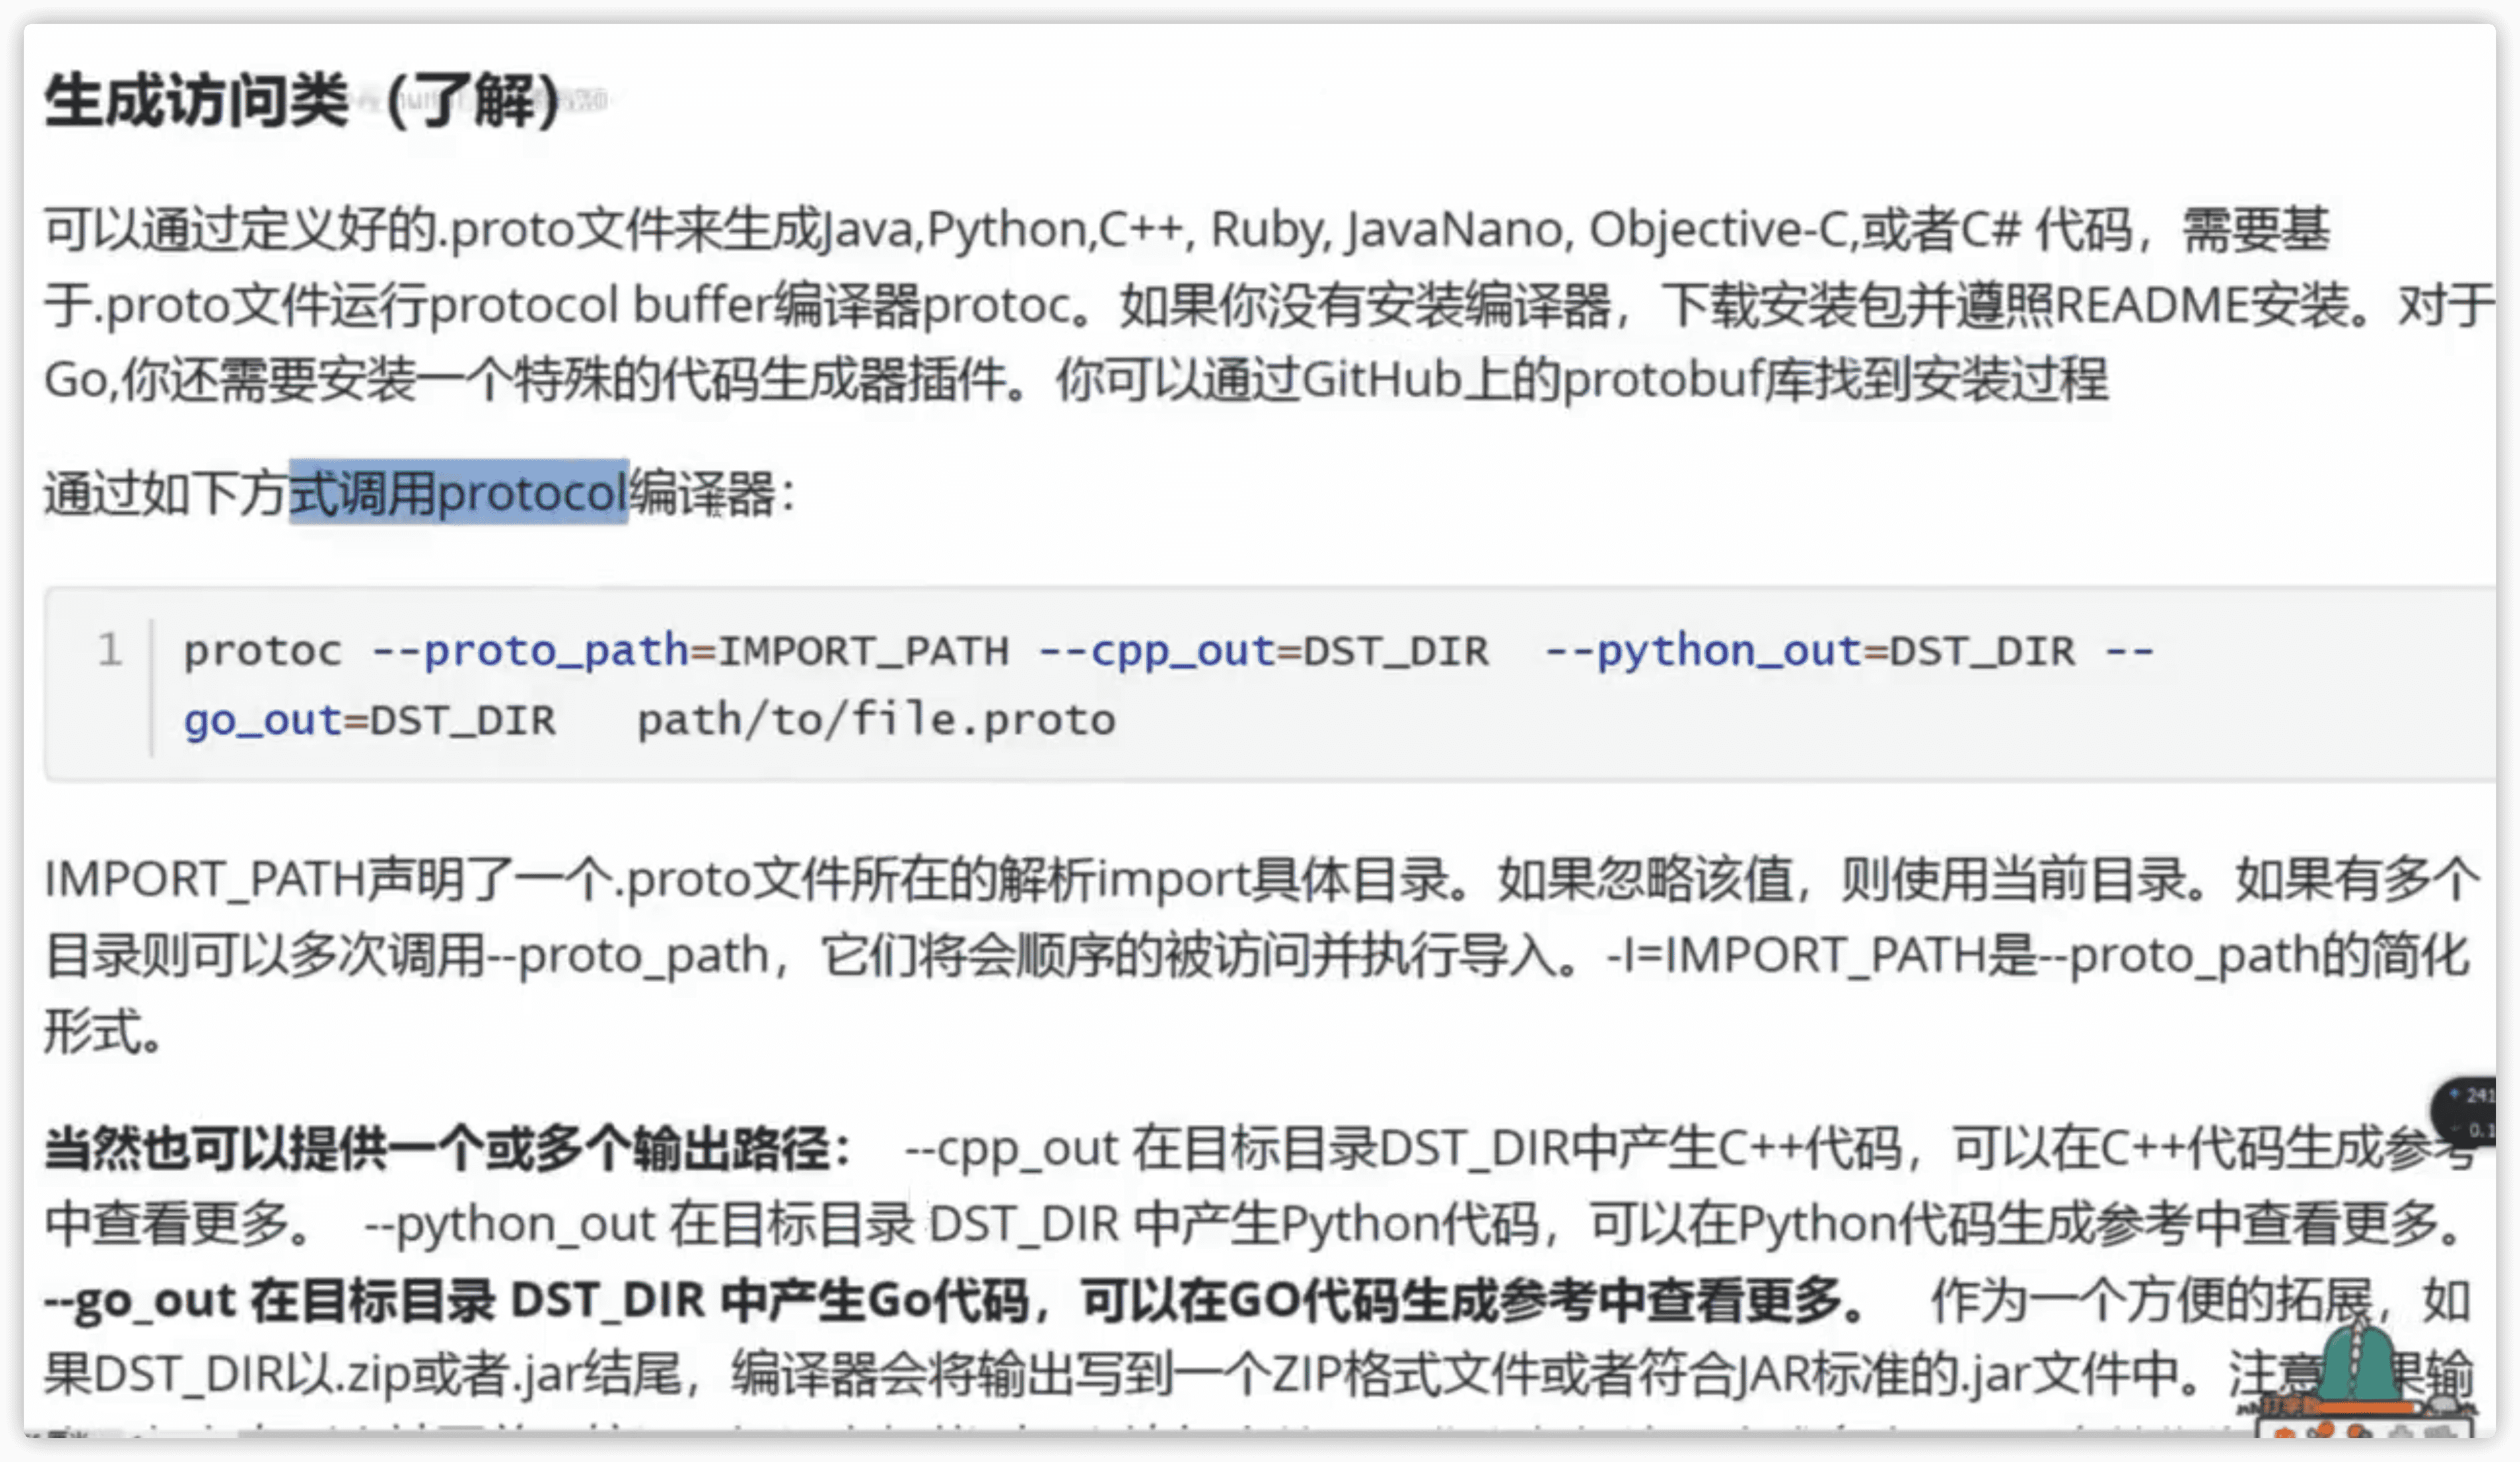 生成访问类（了解）
可以通过定义好的.proto文件来生成Java,Python,C++, Ruby, JavaNano, Objective-C,或者C# 代码，需要基
于.proto文件运行protocol buffer编译器protoc。如果你没有安装编译器，下载安装包并遵照README安装。对于
Go,你还需要安装一个特殊的代码生成器插件。你可以通过GitHub上的protobuf库找到安装过程
通过如下方式调用protocol编译器：
1 protoc --proto_path=IMPORT_PATH --cpp_out=DST_DIR  --python_out=DST_DIR --
go_out=DST_DIR   path/to/file.proto
IMPORT_PATH声明了一个.proto文件所在的解析import具体目录。如果忽略该值，则使用当前目录。如果有多个
目录则可以多次调用--proto_path，它们将会顺序的被访问并执行导入。-I=IMPORT_PATH是--proto_path的简化
形式。
241
0.1
当然也可以提供一个或多个输出路径： --cpp_out 在目标目录DST_DIR中产生C++代码，可以在C++代码生成参考
中查看更多。 --python_out 在目标目录 DST_DIR 中产生Python代码，可以在Python代码生成参考中查看更多。
--go_out 在目标目录 DST_DIR 中产生Go代码，可以在GO代码生成参考中查看更多。 作为一个方便的拓展，如
果DST_DIR以.zip或者.jar结尾，编译器会将输出写到一个ZIP格式文件或者符合JAR标准的.jar文件中。注意 果输